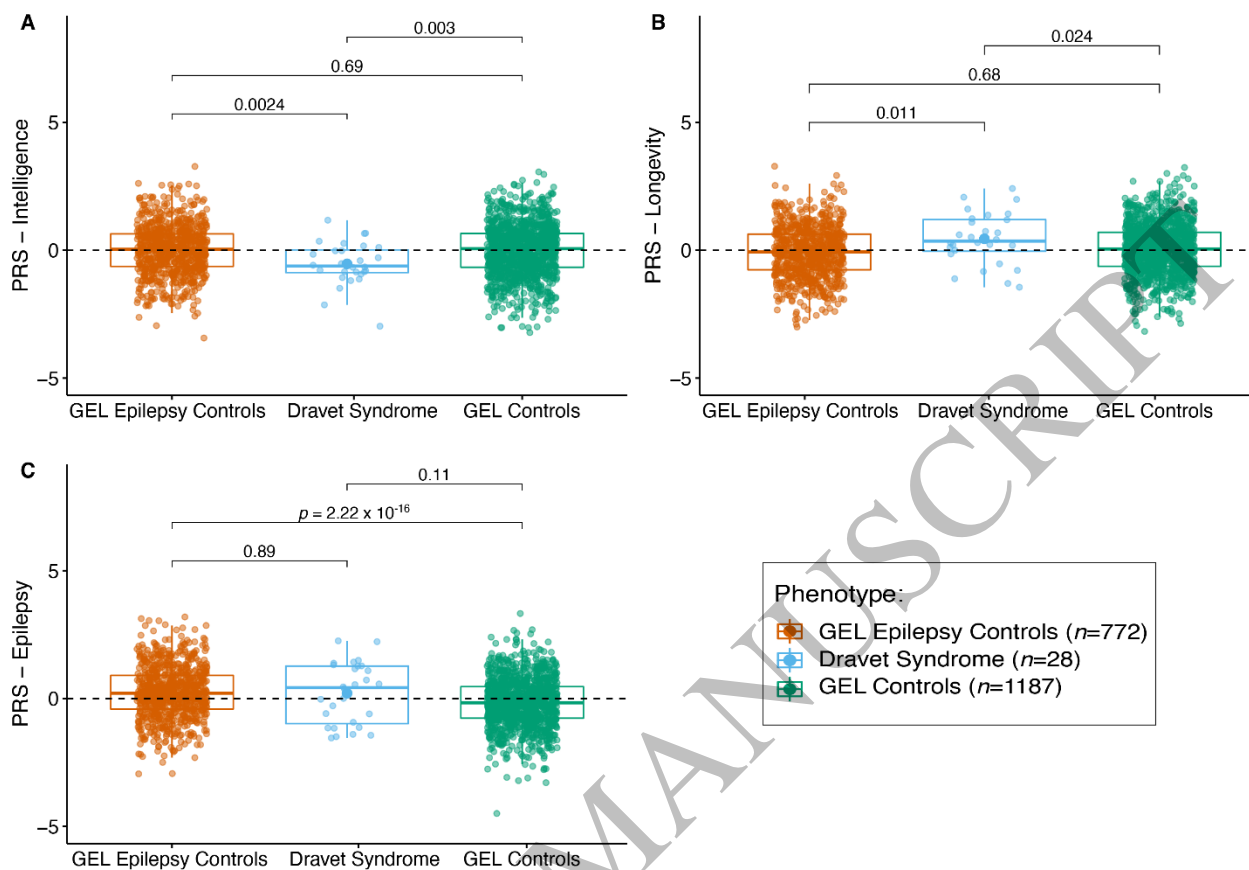 A
0.003
0.69
0.0024
5
0
−5
PRS − Intelligence
GEL Epilepsy Controls
Dravet Syndrome
GEL Controls
B
0.024
0.68
0.011
5
0
−5
PRS − Longevity
GEL Epilepsy Controls
Dravet Syndrome
GEL Controls
C
0.11
p = 2.22 x 10⁻¹⁶
0.89
5
0
−5
PRS − Epilepsy
GEL Epilepsy Controls
Dravet Syndrome
GEL Controls
Phenotype:
GEL Epilepsy Controls (n=772)
Dravet Syndrome (n=28)
GEL Controls (n=1187)
MANUSCRIPT